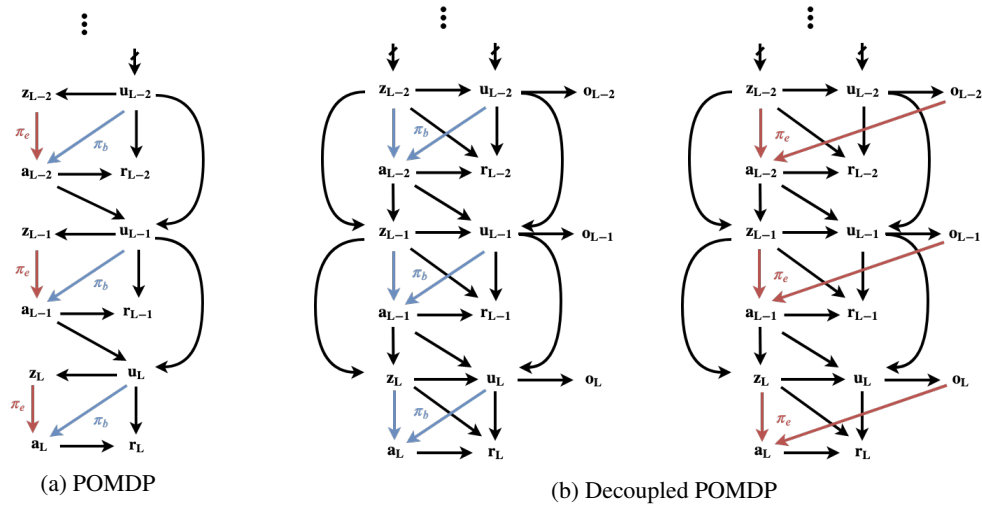 z_{L-2} u_{L-2} z_{L-2} u_{L-2} o_{L-2} z_{L-2} u_{L-2} o_{L-2}
π_e π_b π_b π_e
a_{L-2} r_{L-2} a_{L-2} r_{L-2} a_{L-2} r_{L-2}
z_{L-1} u_{L-1} z_{L-1} u_{L-1} o_{L-1} z_{L-1} u_{L-1} o_{L-1}
π_e π_b π_b π_e
a_{L-1} r_{L-1} a_{L-1} r_{L-1} a_{L-1} r_{L-1}
z_L u_L z_L u_L o_L z_L u_L o_L
π_e π_b π_b π_e
a_L r_L a_L r_L a_L r_L
(a) POMDP
(b) Decoupled POMDP